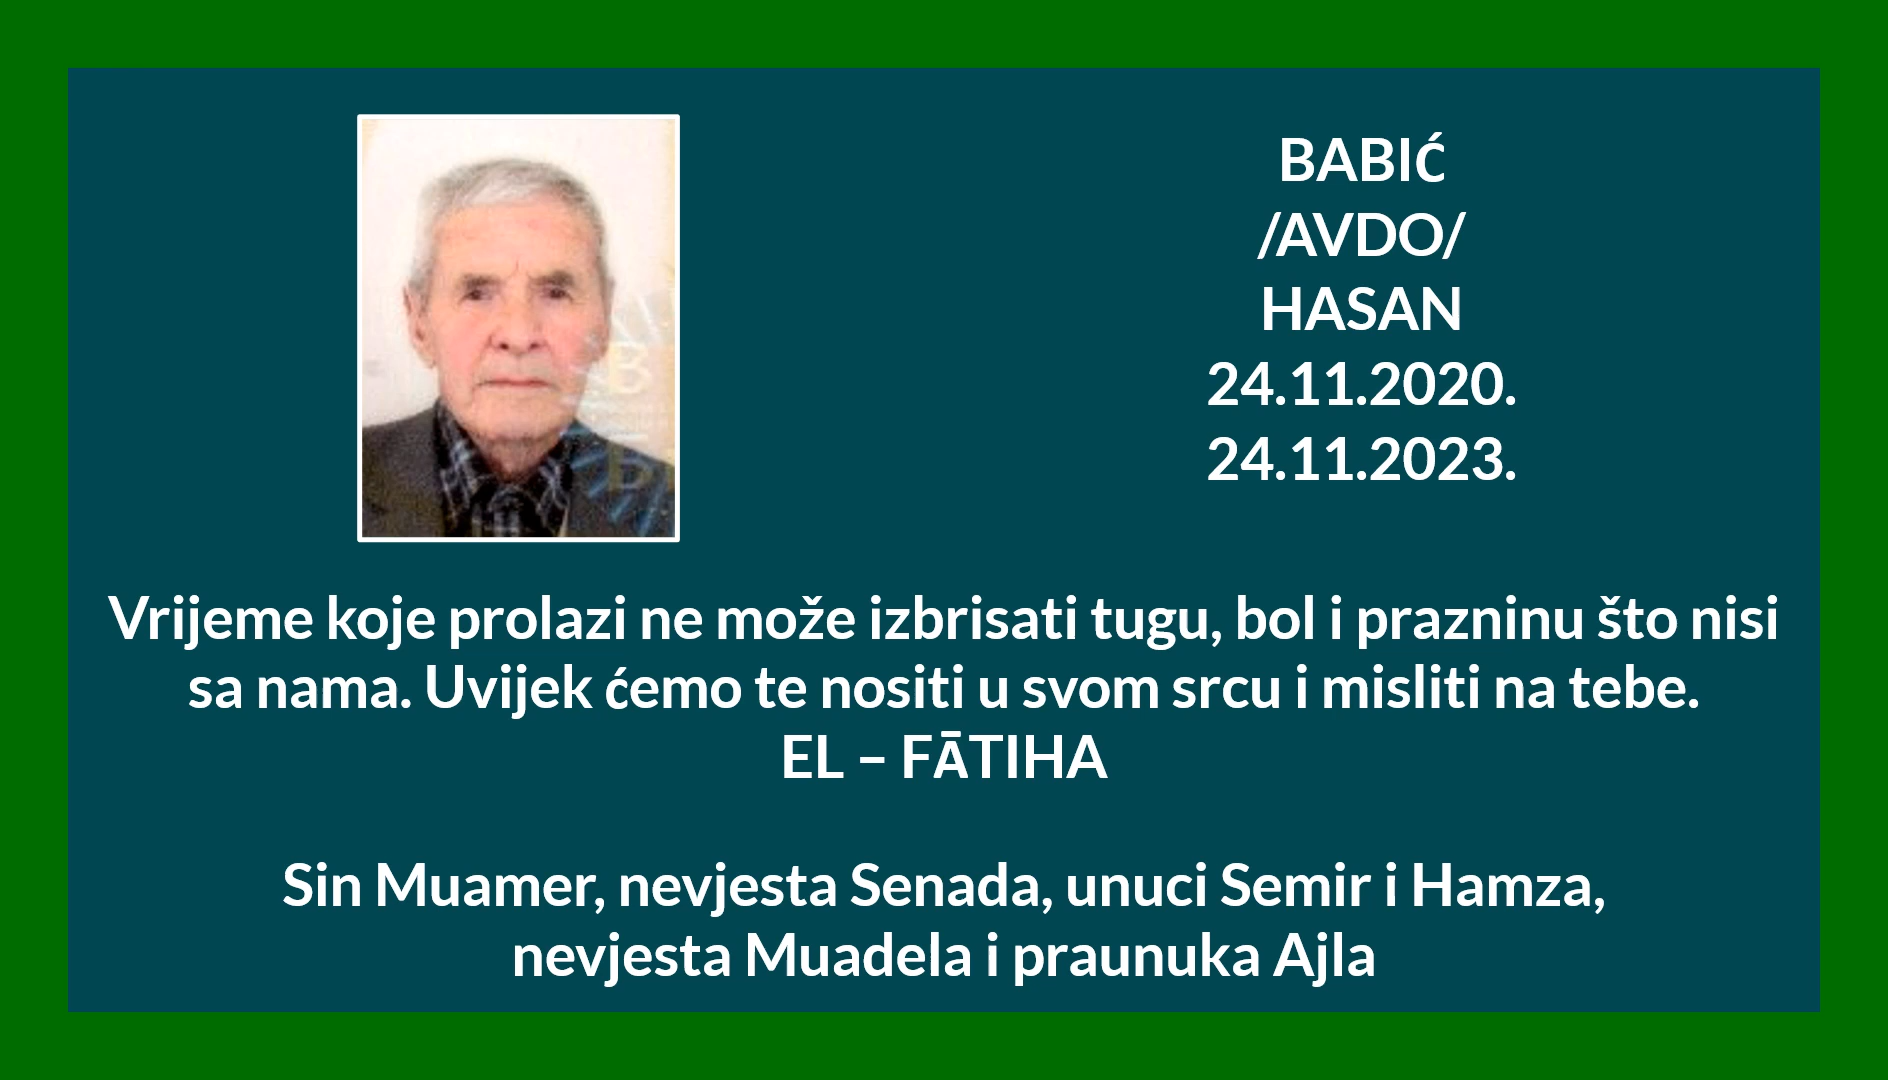 BABIĆ
/AVDO/
HASAN
24.11.2020.
24.11.2023.
Vrijeme koje prolazi ne može izbrisati tugu, bol i prazninu što nisi
sa nama. Uvijek ćemo te nositi u svom srcu i misliti na tebe.
EL – FĀTIHA
Sin Muamer, nevjesta Senada, unuci Semir i Hamza,
nevjesta Muadela i praunuka Ajla